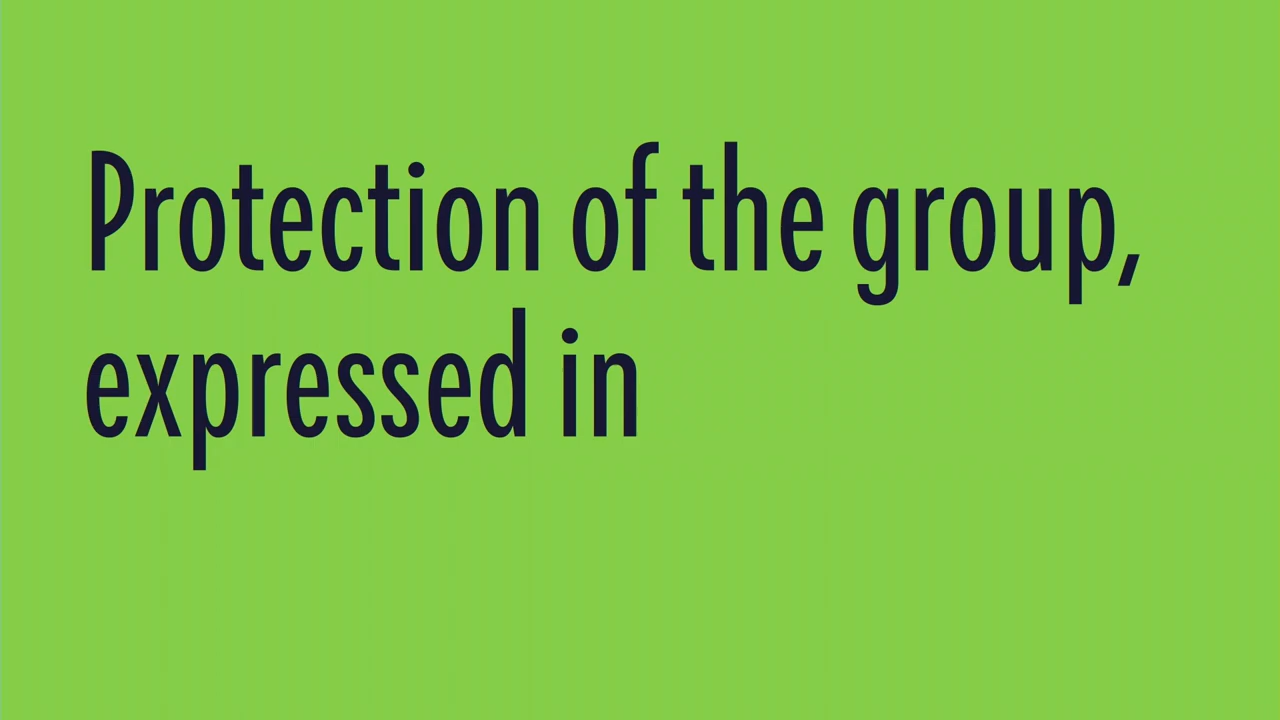 Protection of the group,
expressed in